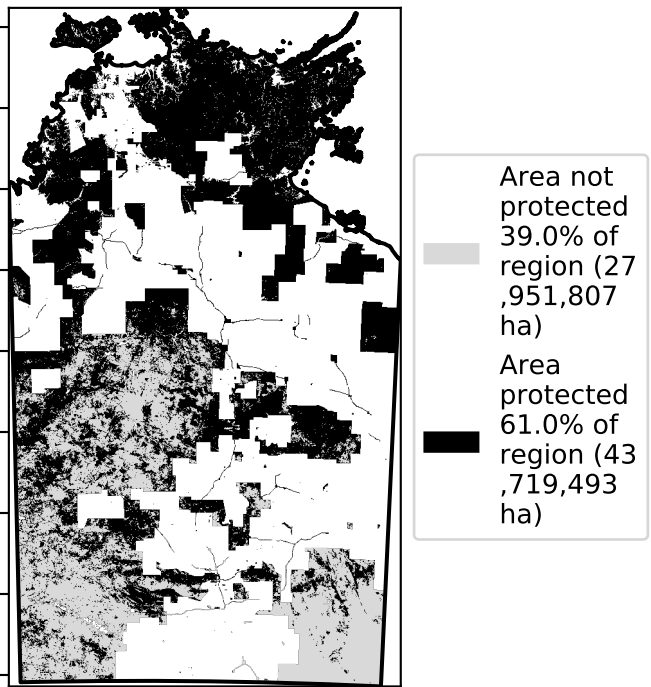 Area not
protected
39.0% of
region (27
,951,807
ha)
Area
protected
61.0% of
region (43
,719,493
ha)